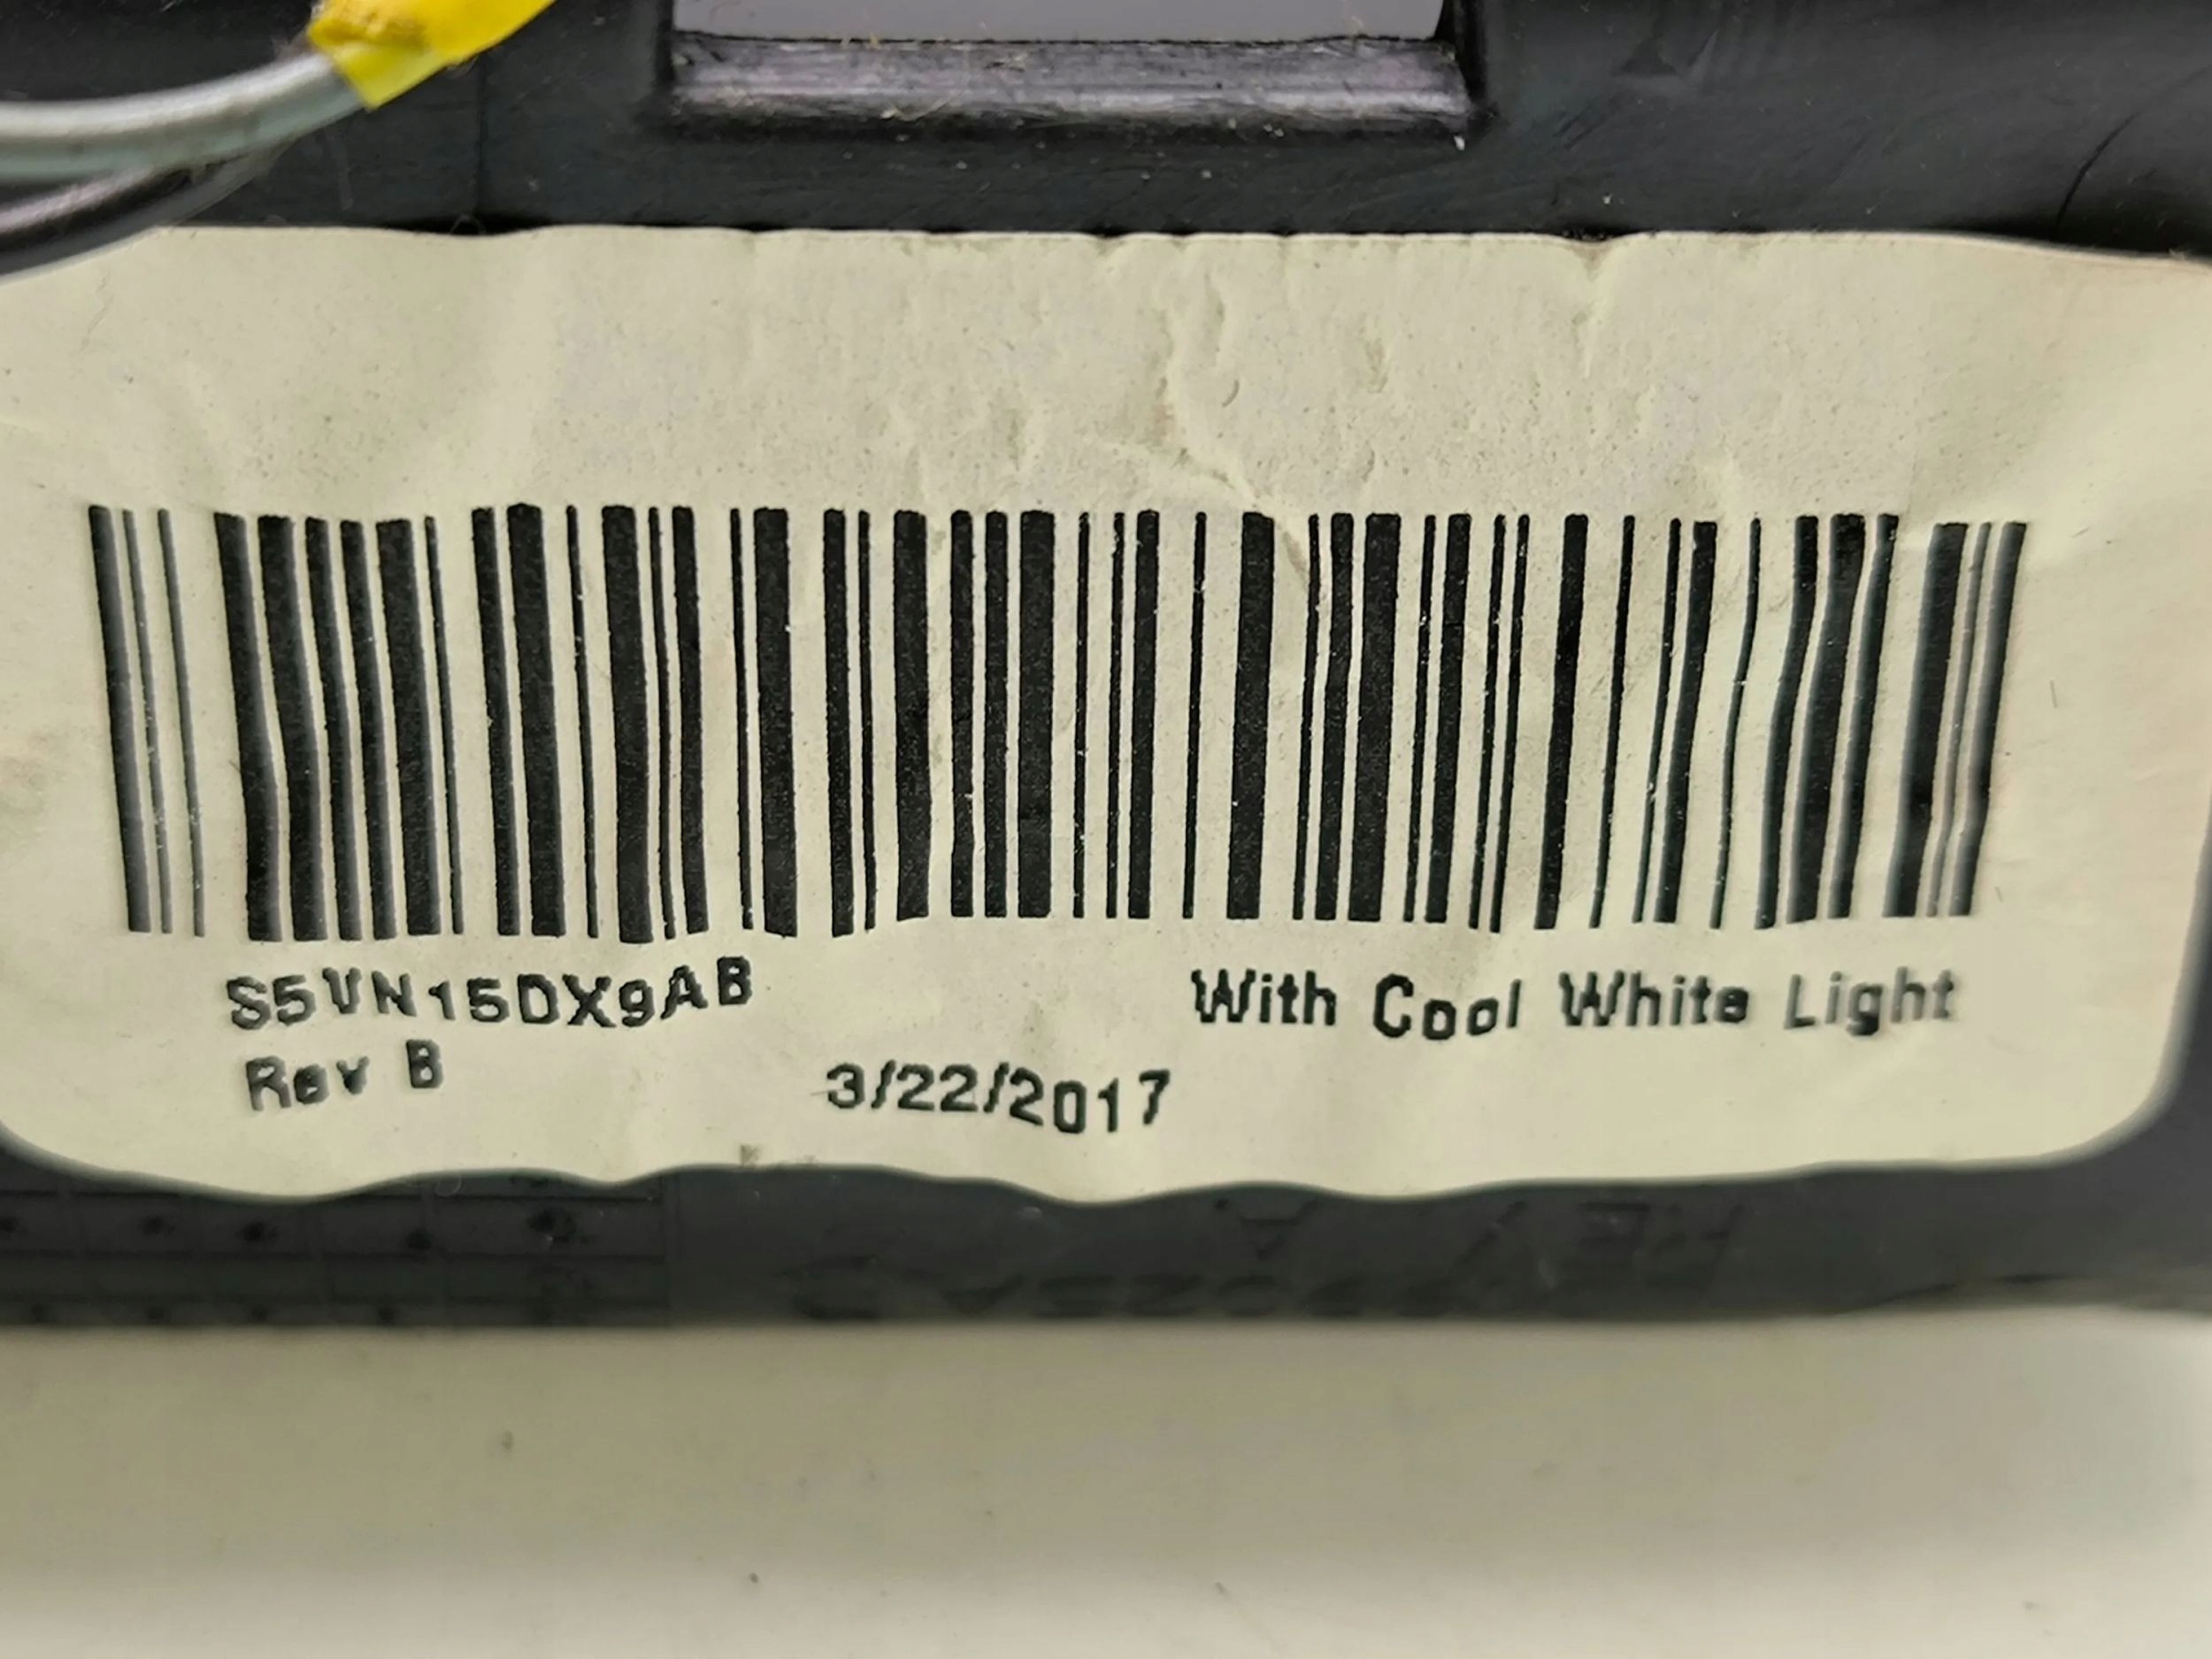 S5VN15DX9AB
With Cool White Light
Rev B
3/22/2017